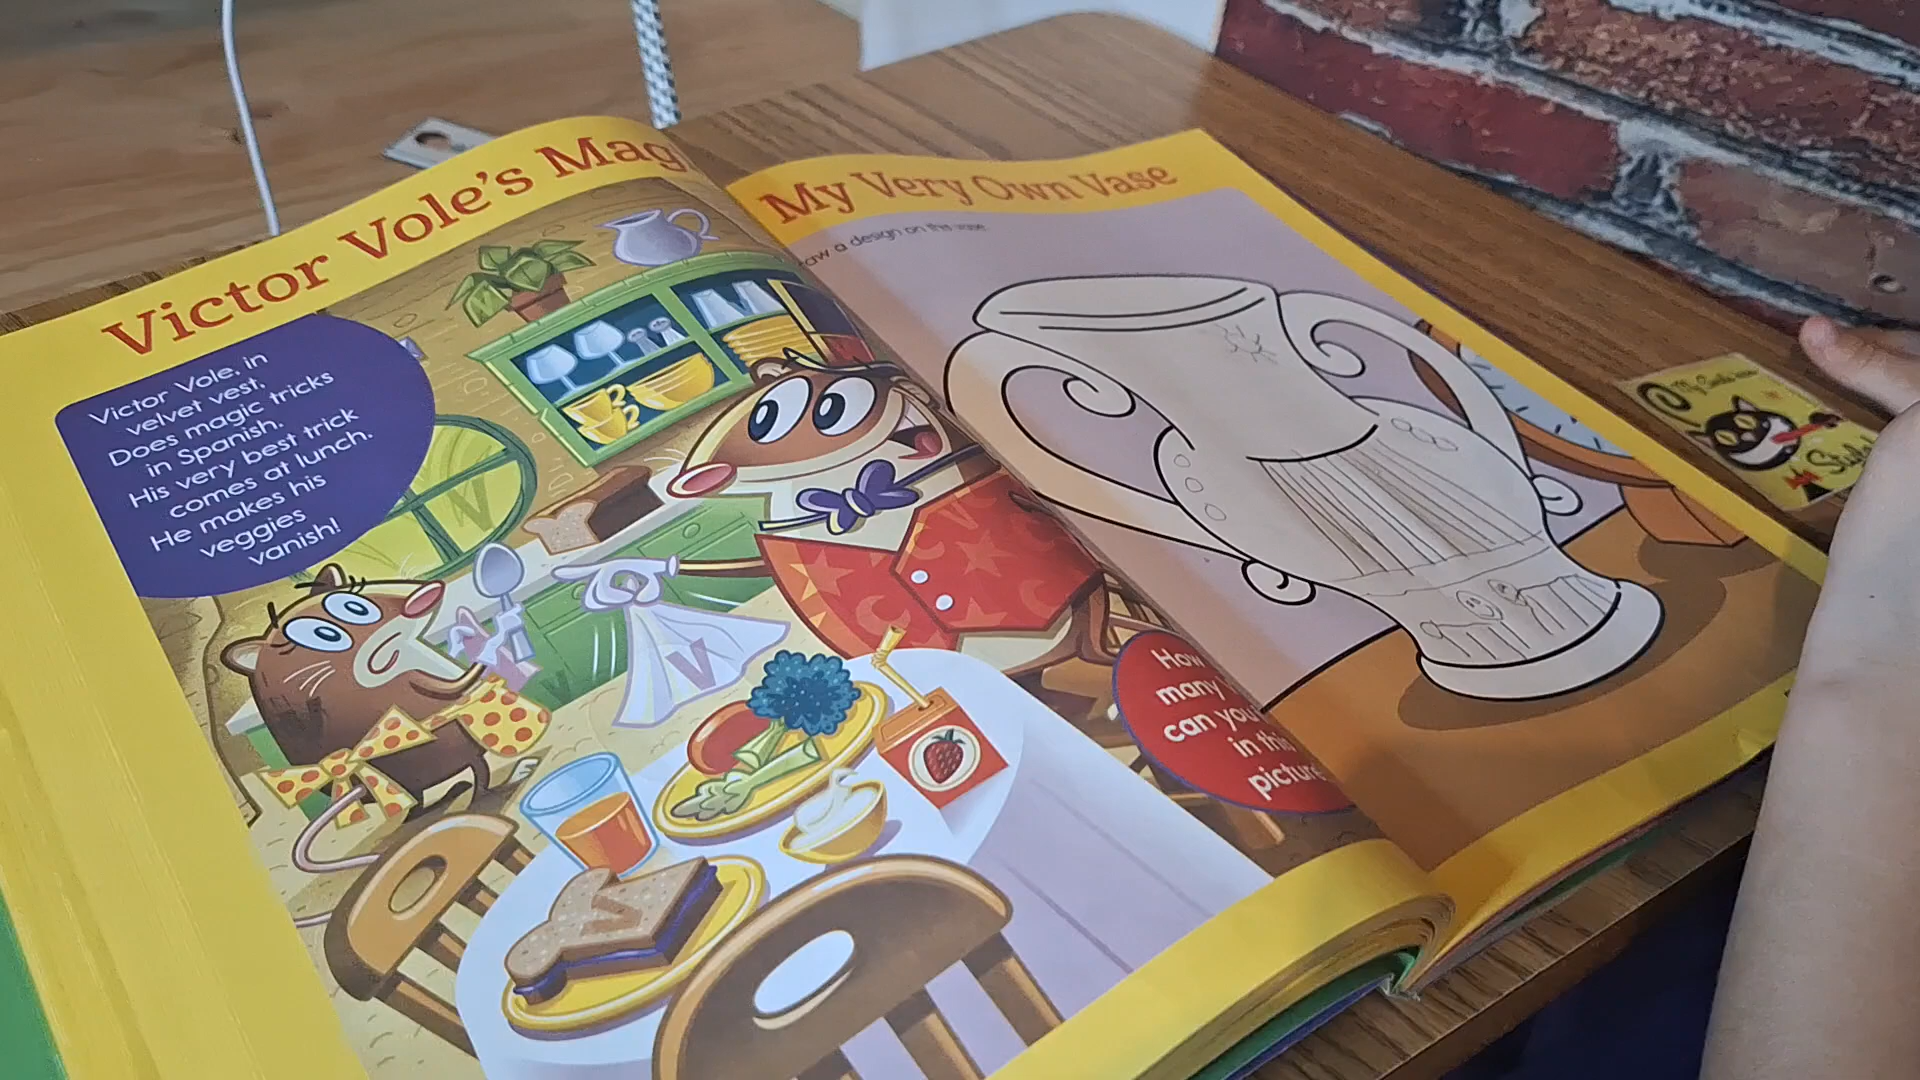 Victor Vole's Mag
Victor Vole, in
velvet vest,
Does magic tricks
in Spanish.
His very best trick
comes at lunch.
He makes his
veggies
vanish!
V
V
V
How
many
can you
in this
picture
My Very Own Vase
aw a design on the vase